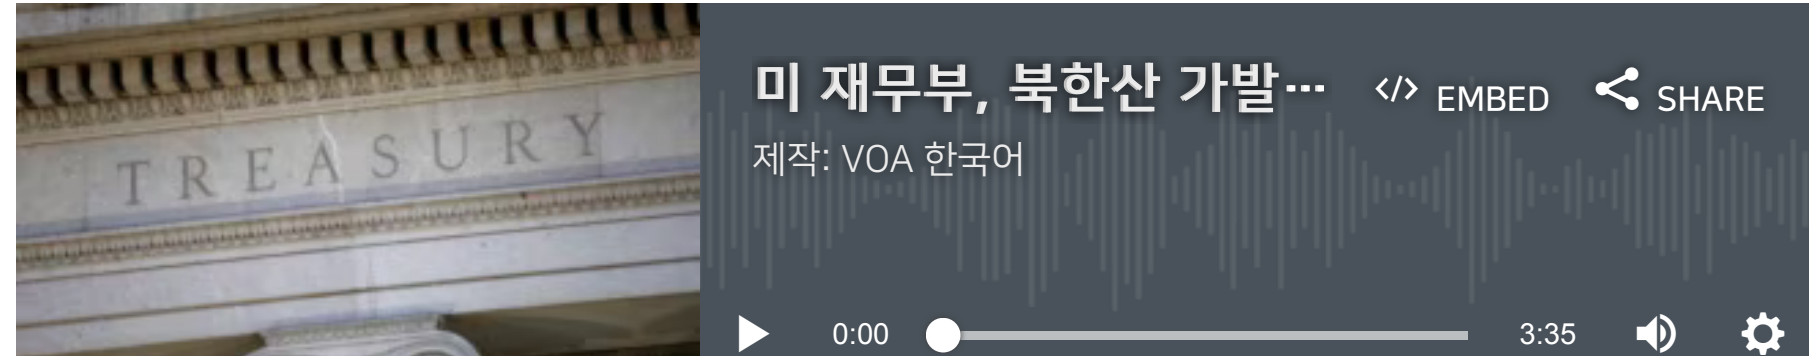 TREASURY
미 재무부, 북한산 가발…
EMBED
SHARE
제작: VOA 한국어
0:00
3:35